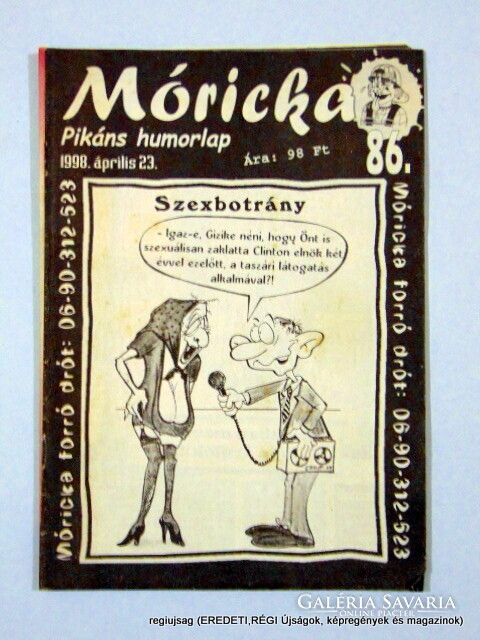 Móricka
Pikáns humorlap
1998. április 23.
Ára: 98 Ft
86.
Móricka forró drót: 06-90-312-523
Szexbotrány
- Igaz-e, Gizike néni, hogy Önt is
szexuálisan zaklatta Clinton elnök két
évvel ezelőtt, a taszári látogatás
alkalmával?!
Móricka forró drót: 06-90-312-523
GALÉRIA SAVARIA
ONLINE PIACTÉR
regiujsag (EREDETI,RÉGI Újságok, képregények és magazinok)